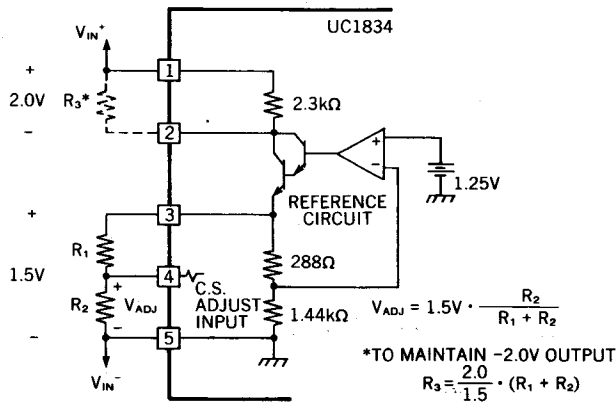 UC1834
V_IN+
+
2.0V
R₃*
−
1
2
2.3kΩ
+
−
1.25V
REFERENCE
CIRCUIT
+
1.5V
−
R₁
R₂
3
4
5
+
V_ADJ
−
C.S.
ADJUST
INPUT
288Ω
1.44kΩ
V_IN−
V_ADJ = 1.5V · R₂ / (R₁ + R₂)
*TO MAINTAIN -2.0V OUTPUT
R₃ = 2.0/1.5 · (R₁ + R₂)